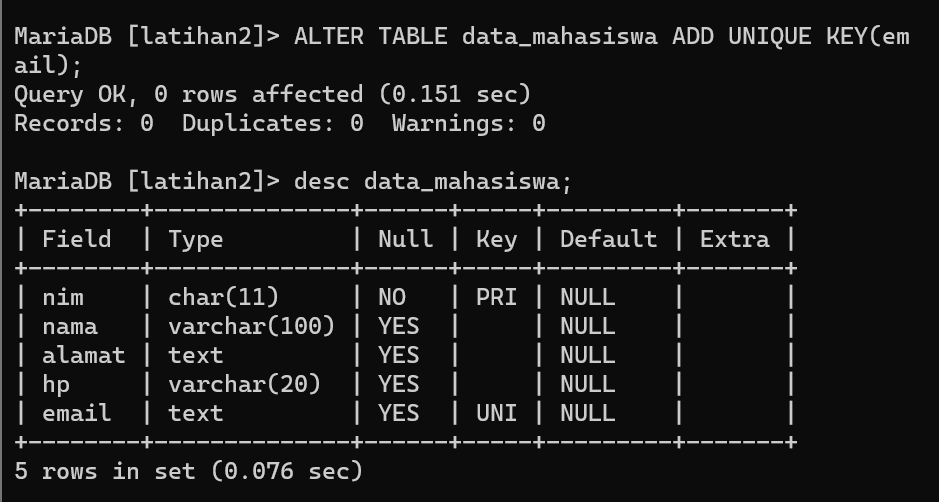 MariaDB [latihan2]> ALTER TABLE data_mahasiswa ADD UNIQUE KEY(em
ail);
Query OK, 0 rows affected (0.151 sec)
Records: 0  Duplicates: 0  Warnings: 0

MariaDB [latihan2]> desc data_mahasiswa;
+--------+--------------+------+-----+---------+-------+
| Field  | Type         | Null | Key | Default | Extra |
+--------+--------------+------+-----+---------+-------+
| nim    | char(11)     | NO   | PRI | NULL    |       |
| nama   | varchar(100) | YES  |     | NULL    |       |
| alamat | text         | YES  |     | NULL    |       |
| hp     | varchar(20)  | YES  |     | NULL    |       |
| email  | text         | YES  | UNI | NULL    |       |
+--------+--------------+------+-----+---------+-------+
5 rows in set (0.076 sec)